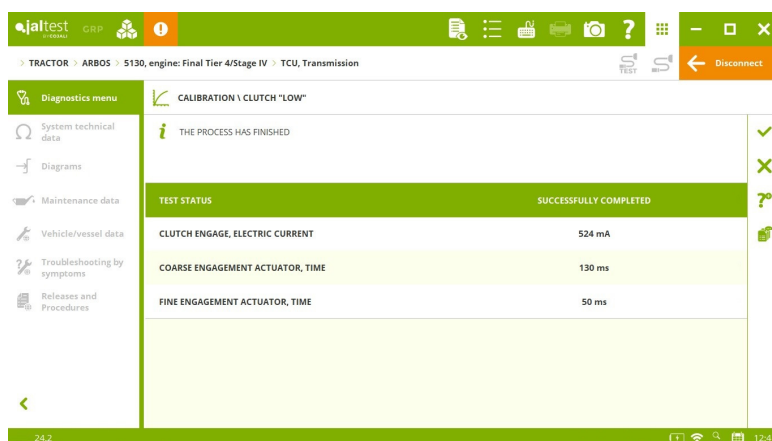 jaltest GRP
BY COJALI
?
> TRACTOR > ARBOS > 5130, engine: Final Tier 4/Stage IV > TCU, Transmission
TEST
Disconnect
Diagnostics menu
System technical
data
Diagrams
Maintenance data
Vehicle/vessel data
Troubleshooting by
symptoms
Releases and
Procedures
CALIBRATION \ CLUTCH "LOW"
i THE PROCESS HAS FINISHED
TEST STATUS SUCCESSFULLY COMPLETED
CLUTCH ENGAGE, ELECTRIC CURRENT 524 mA
COARSE ENGAGEMENT ACTUATOR, TIME 130 ms
FINE ENGAGEMENT ACTUATOR, TIME 50 ms
24.2